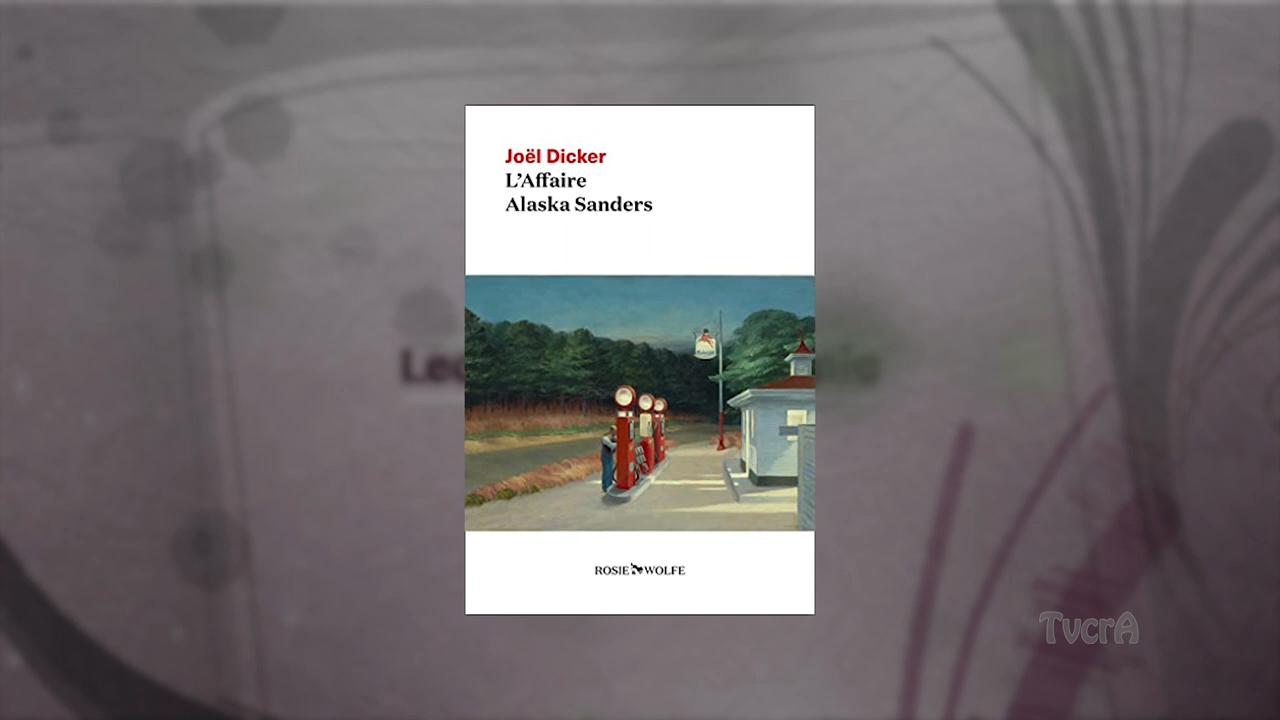 Joël Dicker
L'Affaire
Alaska Sanders
ROSIE WOLFE
TvcrA